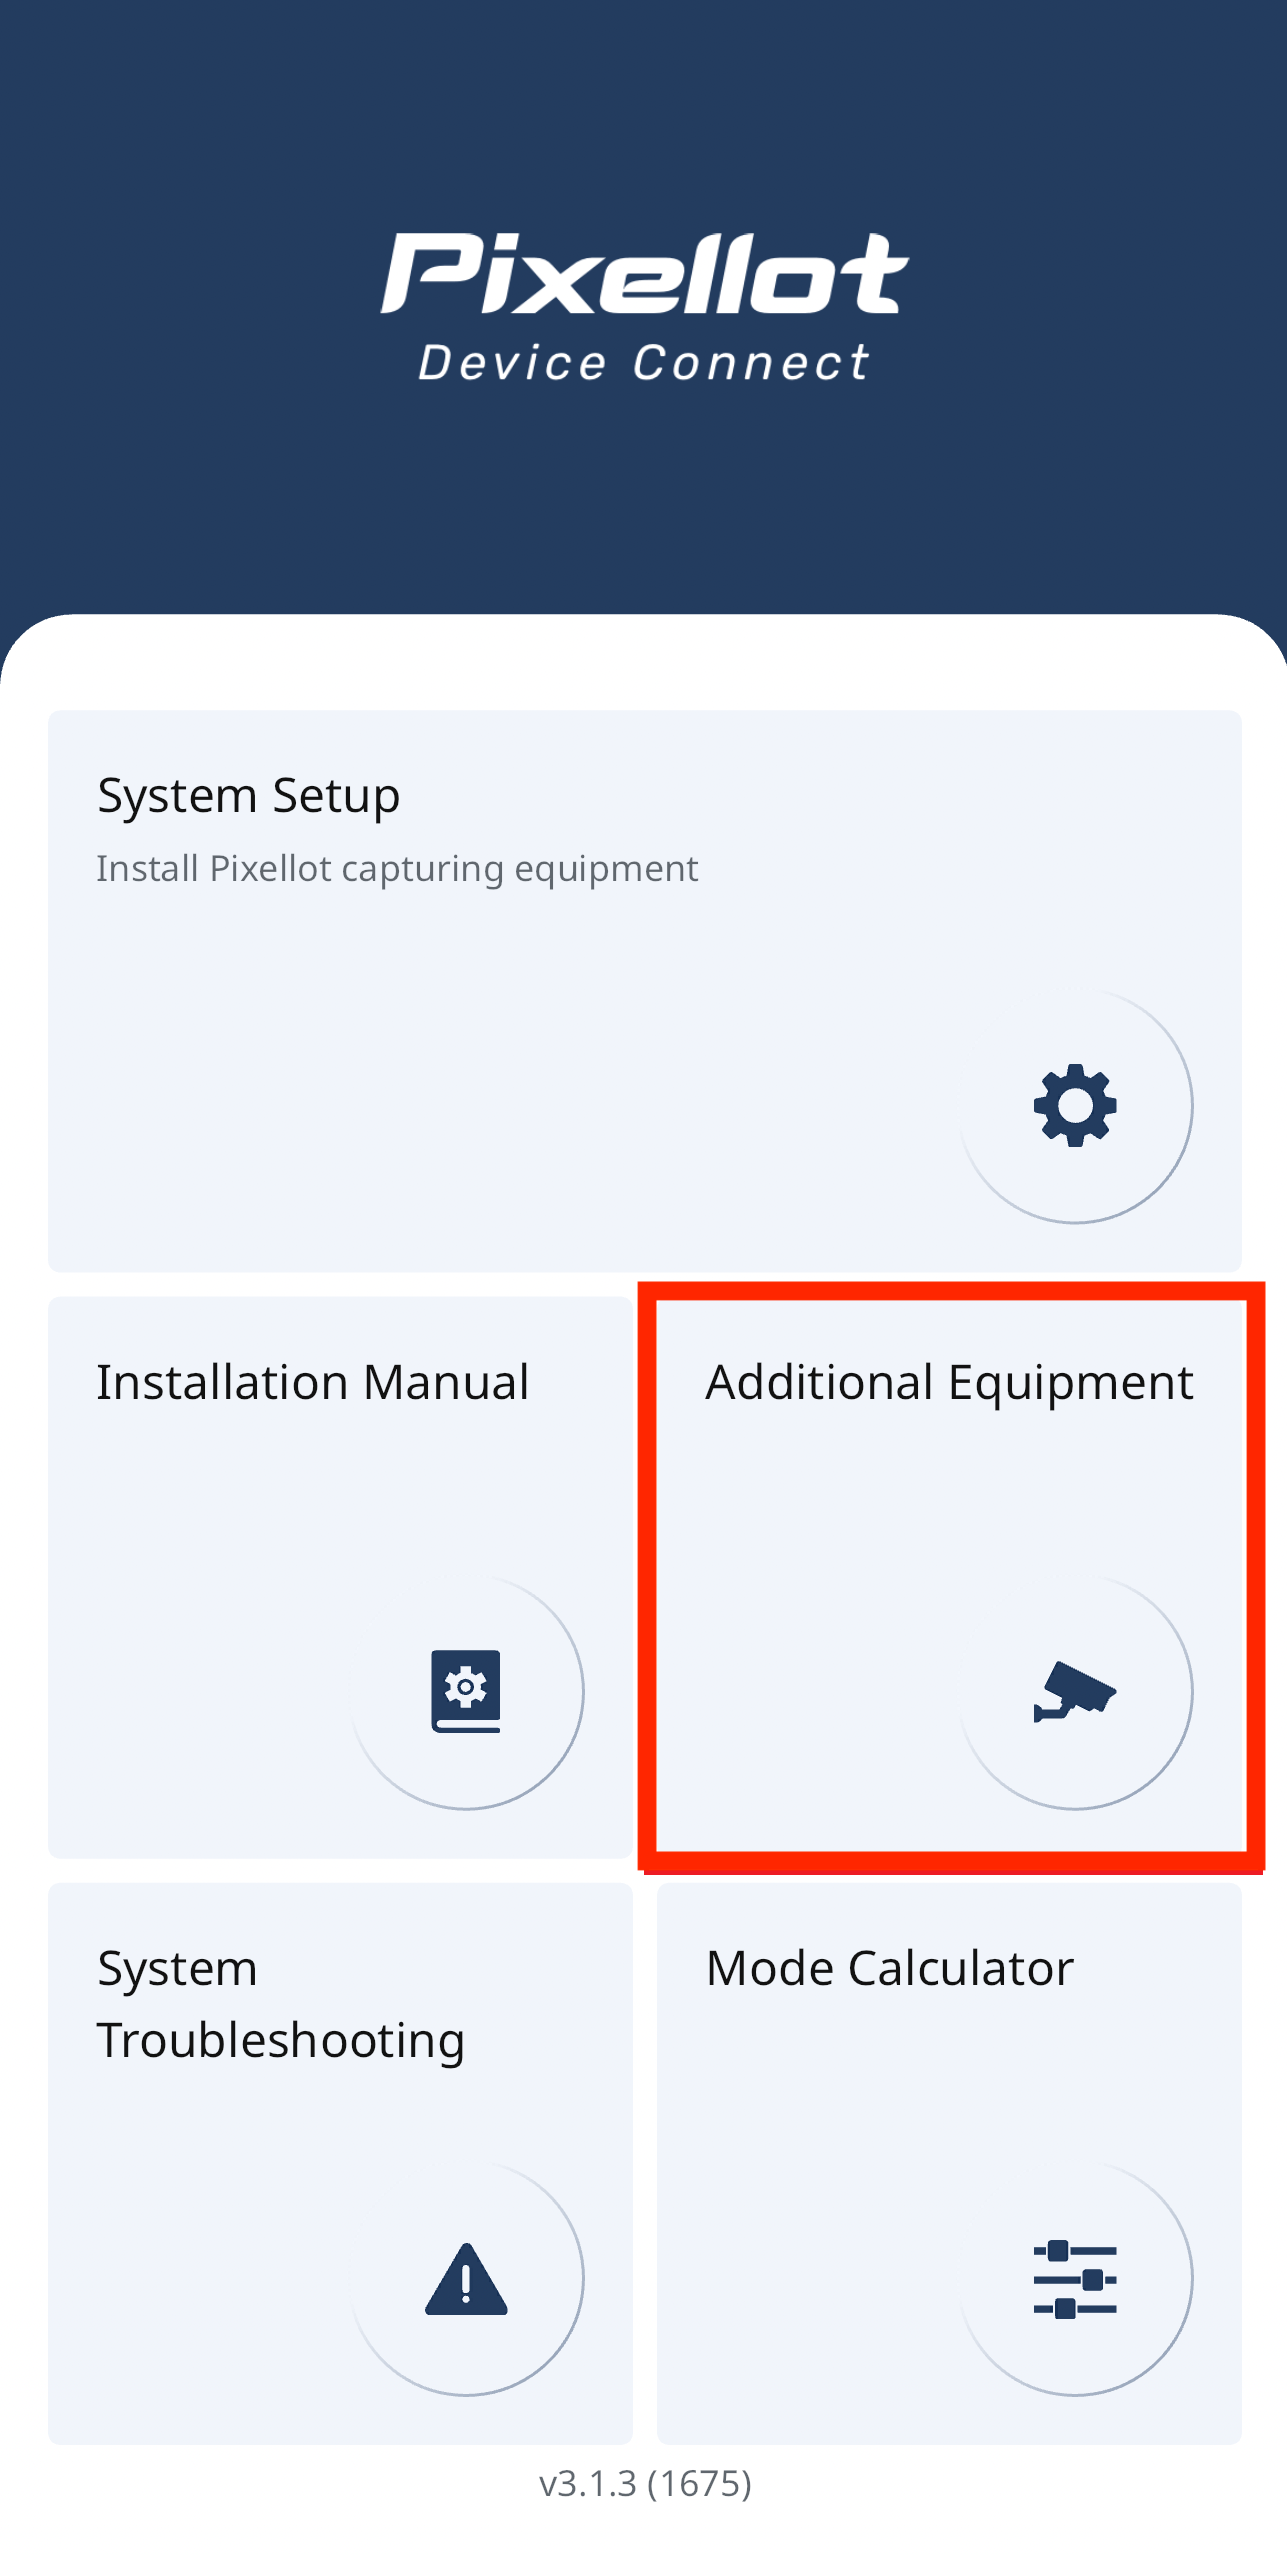 Pixellot
Device Connect
System Setup
Install Pixellot capturing equipment
Installation Manual
Additional Equipment
System
Troubleshooting
Mode Calculator
v3.1.3 (1675)